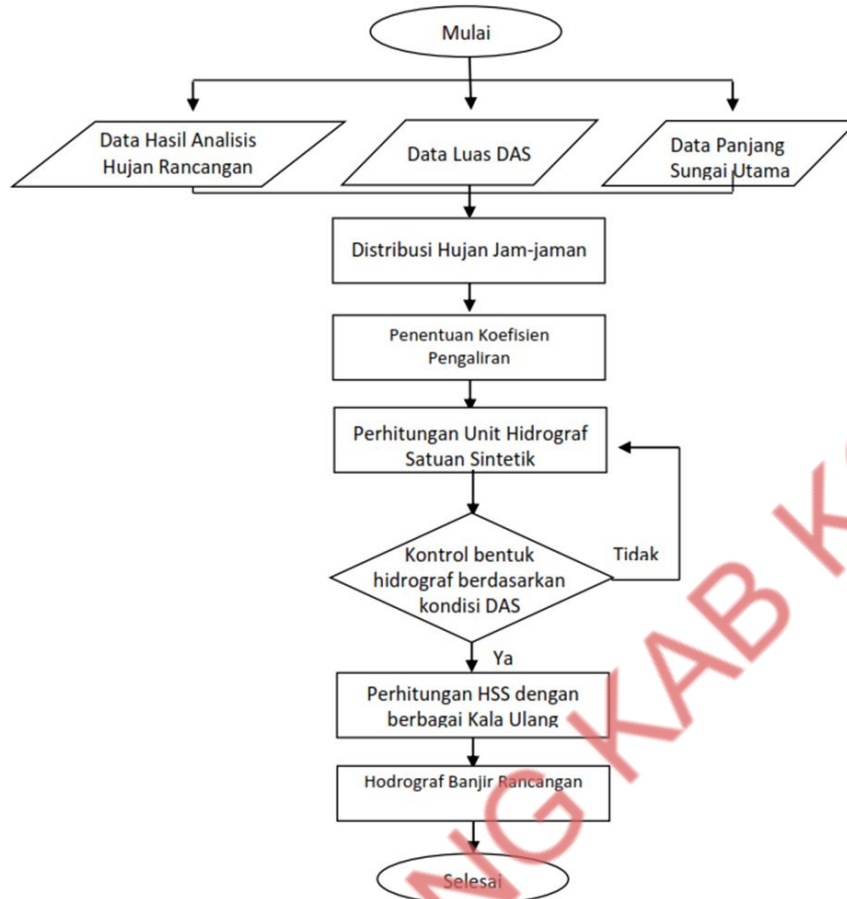 Mulai
Data Hasil Analisis
Hujan Rancangan
Data Luas DAS
Data Panjang
Sungai Utama
Distribusi Hujan Jam-jaman
Penentuan Koefisien
Pengaliran
Perhitungan Unit Hidrograf
Satuan Sintetik
Kontrol bentuk
hidrograf berdasarkan
kondisi DAS
Tidak
Ya
Perhitungan HSS dengan
berbagai Kala Ulang
Hodrograf Banjir Rancangan
Selesai
NG KAB K